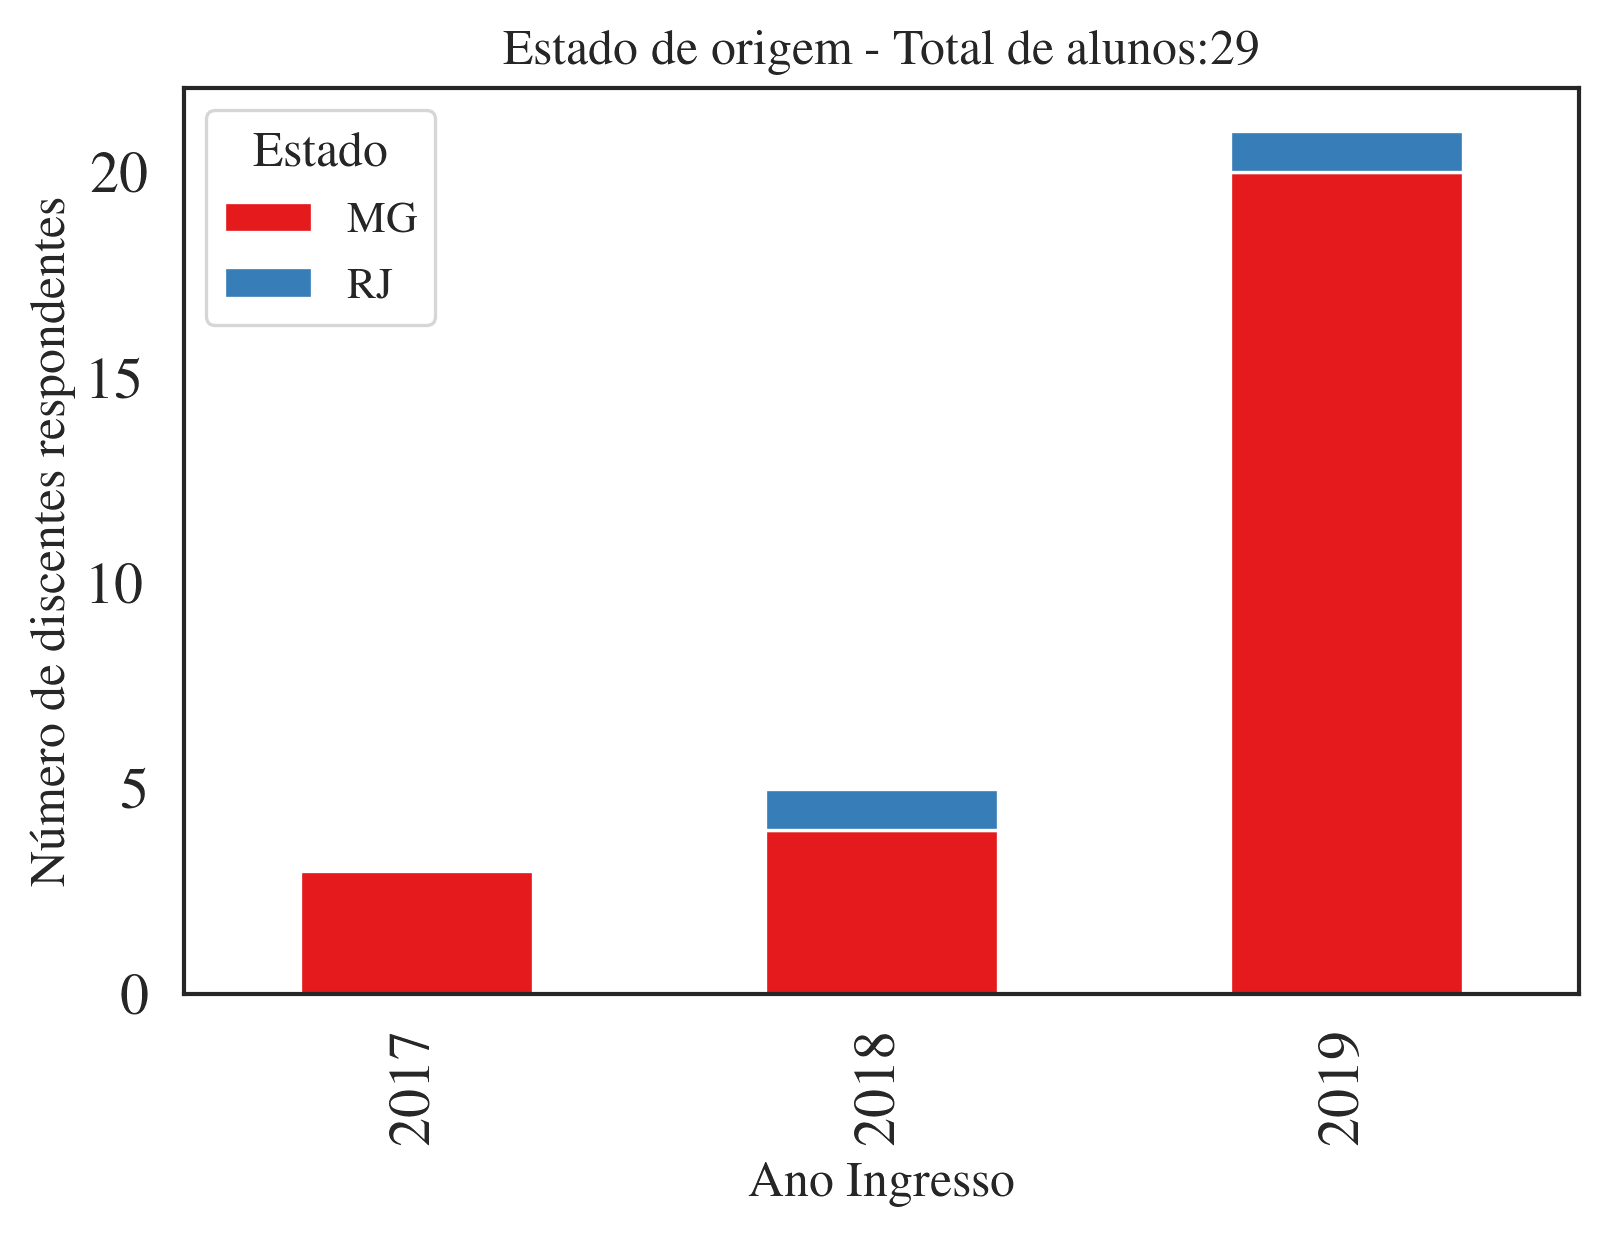 Estado de origem - Total de alunos:29
Estado
MG
RJ
Número de discentes respondentes
20
15
10
5
0
2017
2018
2019
Ano Ingresso